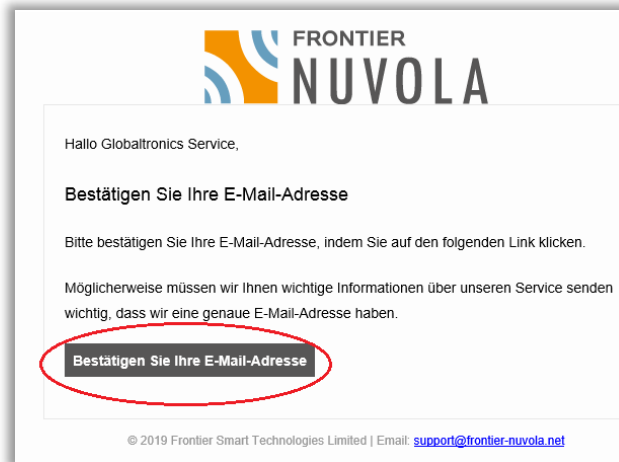 FRONTIER
NUVOLA
Hallo Globaltronics Service,
Bestätigen Sie Ihre E-Mail-Adresse
Bitte bestätigen Sie Ihre E-Mail-Adresse, indem Sie auf den folgenden Link klicken.
Möglicherweise müssen wir Ihnen wichtige Informationen über unseren Service senden
wichtig, dass wir eine genaue E-Mail-Adresse haben.
Bestätigen Sie Ihre E-Mail-Adresse
© 2019 Frontier Smart Technologies Limited | Email: support@frontier-nuvola.net